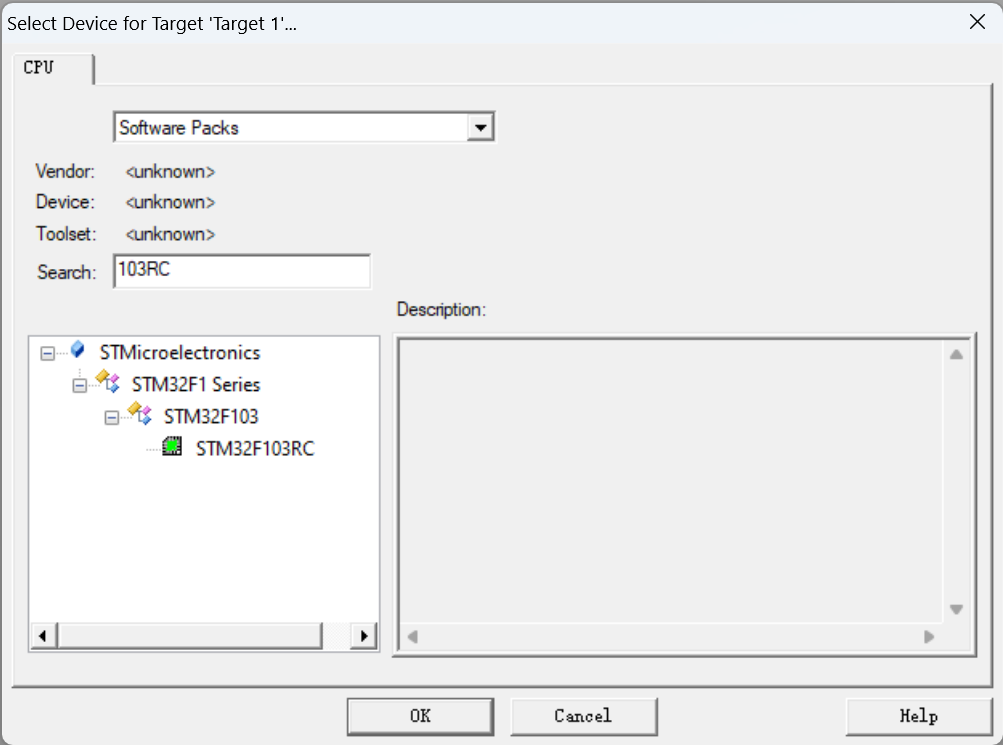 Select Device for Target 'Target 1'...
CPU
Software Packs
Vendor: <unknown>
Device: <unknown>
Toolset: <unknown>
Search: 103RC
Description:
STMicroelectronics
STM32F1 Series
STM32F103
STM32F103RC
OK Cancel Help